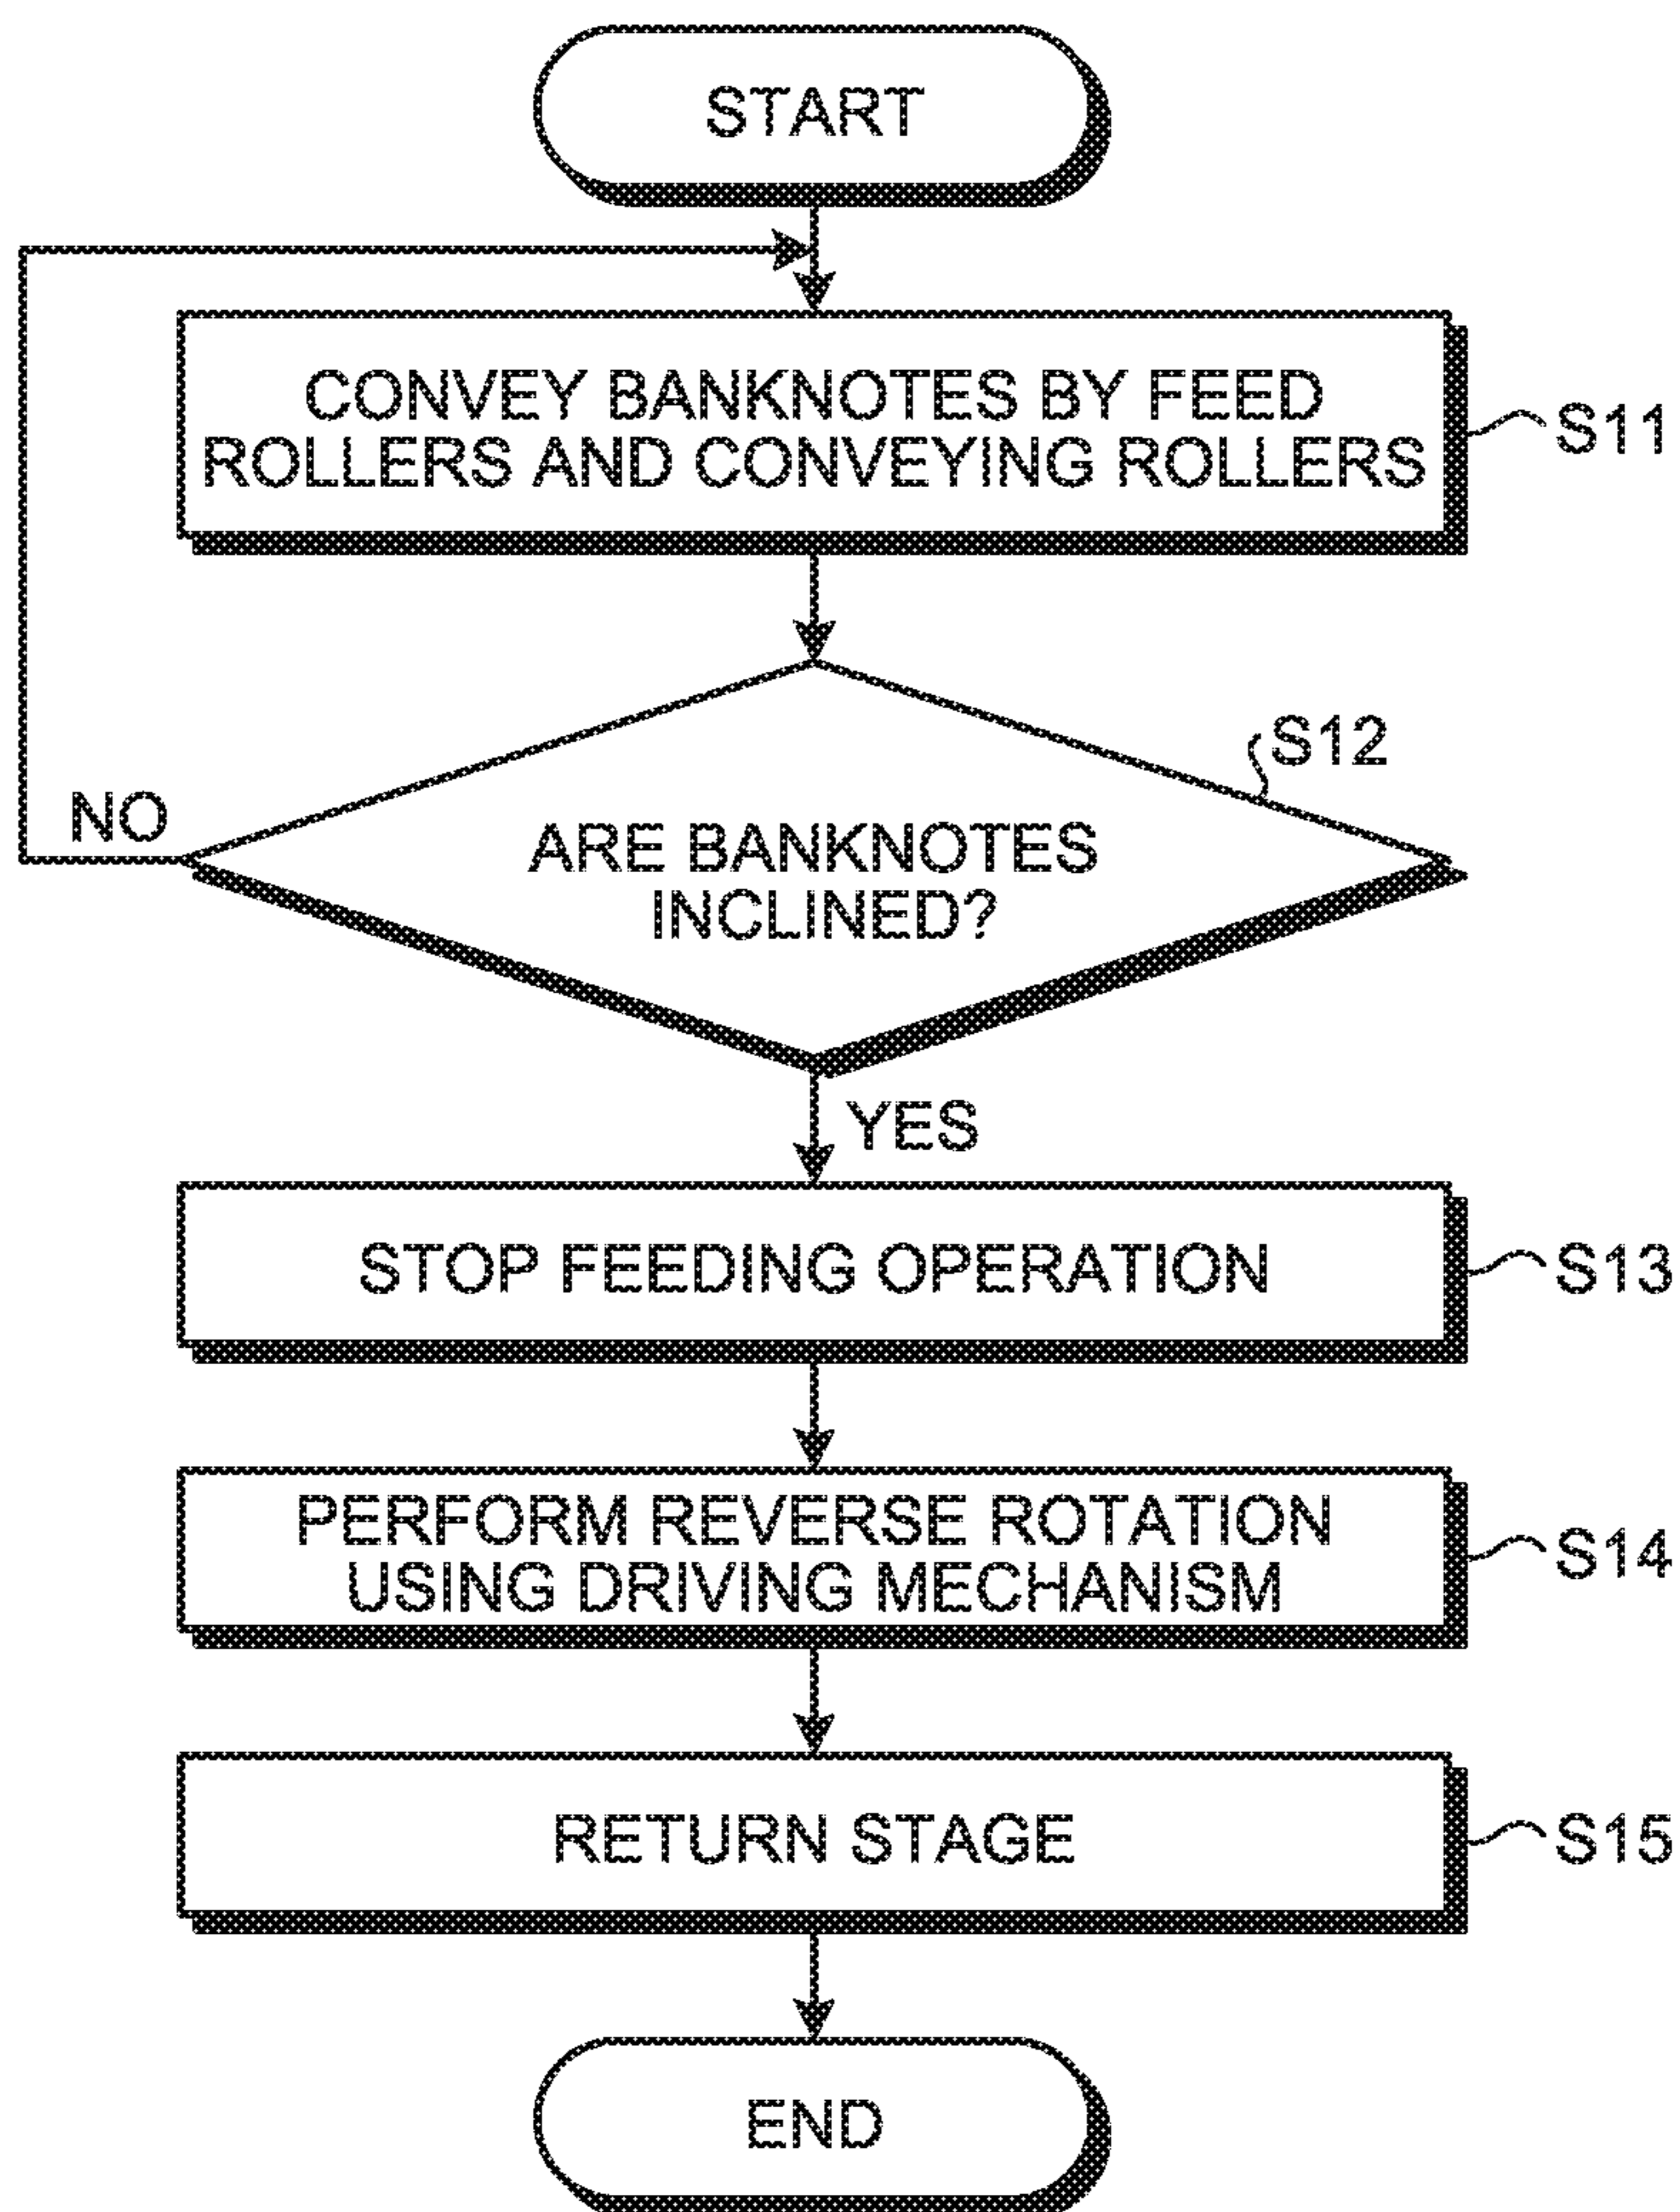 START
CONVEY BANKNOTES BY FEED
ROLLERS AND CONVEYING ROLLERS
S11
S12
NO
ARE BANKNOTES
INCLINED?
YES
STOP FEEDING OPERATION
S13
PERFORM REVERSE ROTATION
USING DRIVING MECHANISM
S14
RETURN STAGE
S15
END